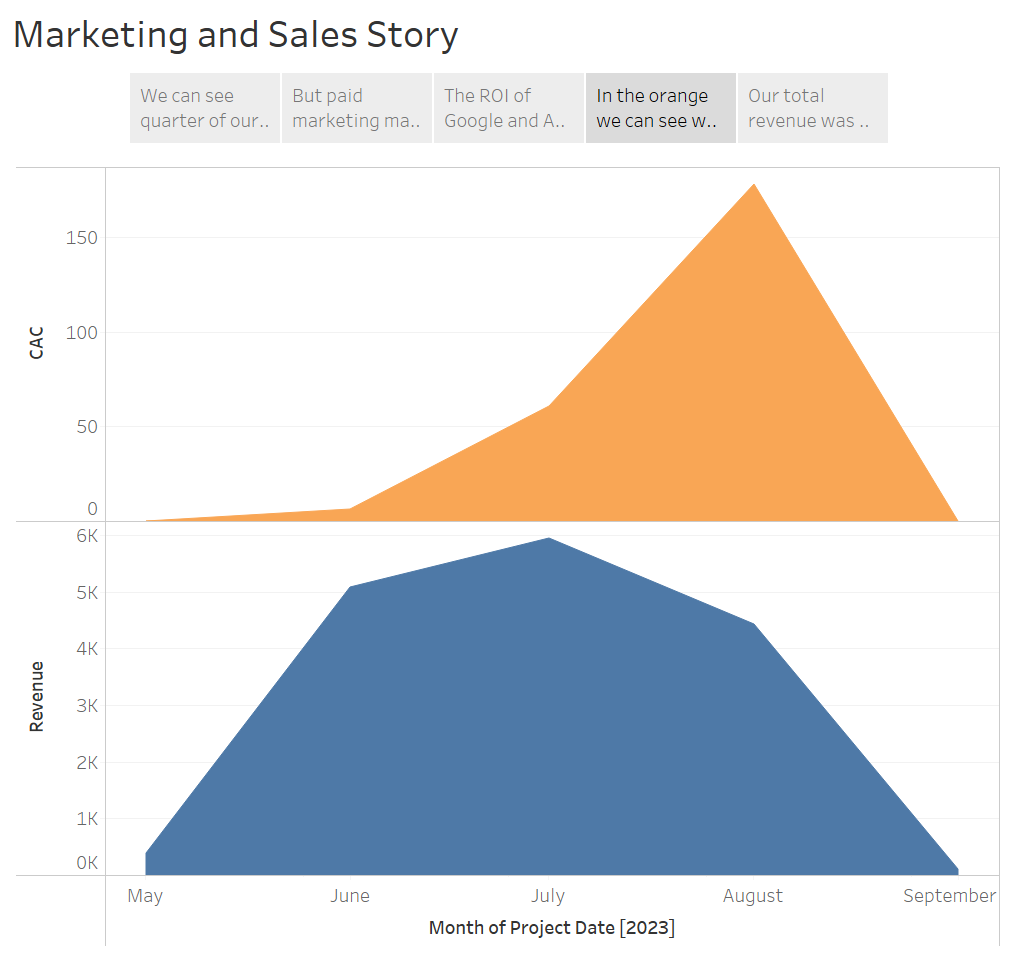 Marketing and Sales Story
We can see
quarter of our..
But paid
marketing ma..
The ROI of
Google and A..
In the orange
we can see w..
Our total
revenue was ..
150
100
50
0
CAC
6K
5K
4K
3K
2K
1K
0K
Revenue
May June July August September
Month of Project Date [2023]